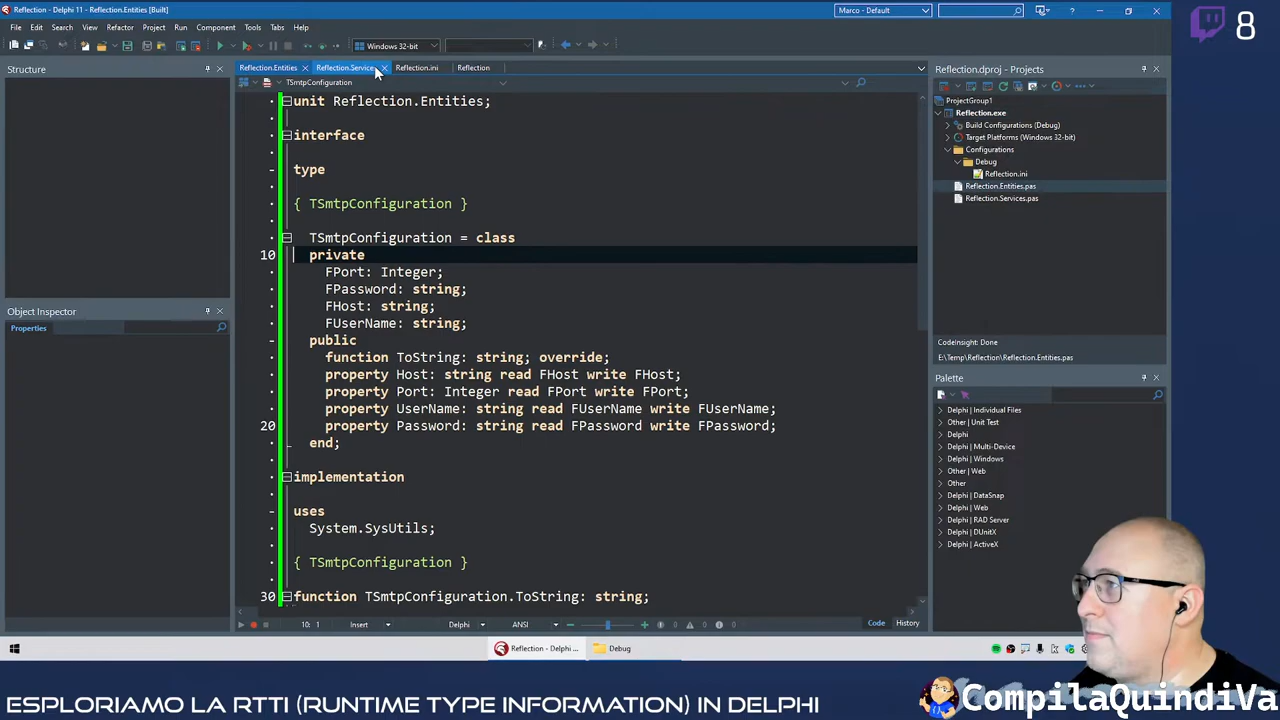 Reflection - Delphi 11 - Reflection.Entities [Built]
Marco - Default
8
File Edit Search View Refactor Project Run Component Tools Tabs Help
Windows 32-bit
Structure
Reflection.Entities
Reflection.Services
Reflection.ini
Reflection
TSmtpConfiguration
unit Reflection.Entities;
interface
type
{ TSmtpConfiguration }
TSmtpConfiguration = class
10 private
FPort: Integer;
FPassword: string;
FHost: string;
FUserName: string;
public
function ToString: string; override;
property Host: string read FHost write FHost;
property Port: Integer read FPort write FPort;
property UserName: string read FUserName write FUserName;
20 property Password: string read FPassword write FPassword;
end;
implementation
uses
System.SysUtils;
{ TSmtpConfiguration }
30 function TSmtpConfiguration.ToString: string;
10: 1 Insert Delphi ANSI 0 0 0 Code History
Object Inspector
Properties
Reflection.dproj - Projects
ProjectGroup1
Reflection.exe
Build Configurations (Debug)
Target Platforms (Windows 32-bit)
Configurations
Debug
Reflection.ini
Reflection.Entities.pas
Reflection.Services.pas
CodeInsight: Done
E:\Temp\Reflection\Reflection.Entities.pas
Palette
Delphi | Individual Files
Other | Unit Test
Delphi
Delphi | Multi-Device
Delphi | Windows
Other | Web
Other
Delphi | DataSnap
Delphi | Web
Delphi | RAD Server
Delphi | DUnitX
Delphi | ActiveX
Reflection - Delphi ...
Debug
ESPLORIAMO LA RTTI (RUNTIME TYPE INFORMATION) IN DELPHI
CompilaQuindiVa